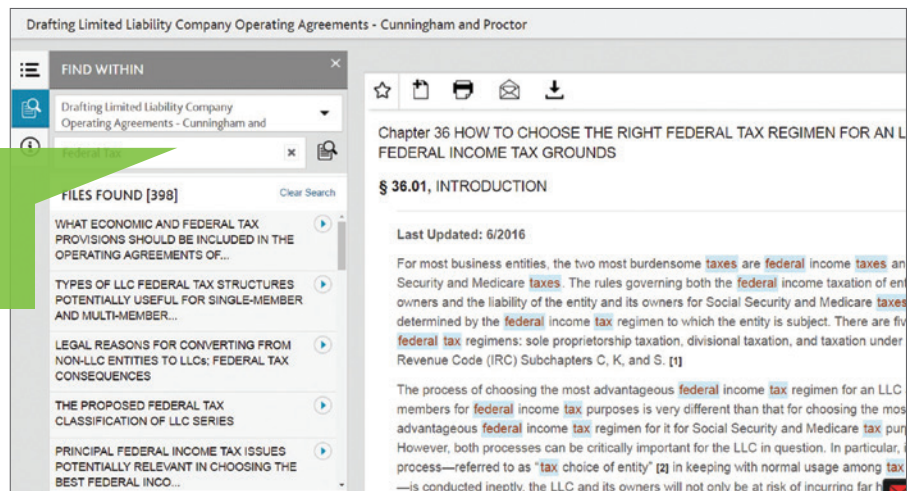 Drafting Limited Liability Company Operating Agreements - Cunningham and Proctor
FIND WITHIN
Drafting Limited Liability Company
Operating Agreements - Cunningham and
Federal Tax
FILES FOUND [398]
Clear Search
WHAT ECONOMIC AND FEDERAL TAX
PROVISIONS SHOULD BE INCLUDED IN THE
OPERATING AGREEMENTS OF...
TYPES OF LLC FEDERAL TAX STRUCTURES
POTENTIALLY USEFUL FOR SINGLE-MEMBER
AND MULTI-MEMBER...
LEGAL REASONS FOR CONVERTING FROM
NON-LLC ENTITIES TO LLCs; FEDERAL TAX
CONSEQUENCES
THE PROPOSED FEDERAL TAX
CLASSIFICATION OF LLC SERIES
PRINCIPAL FEDERAL INCOME TAX ISSUES
POTENTIALLY RELEVANT IN CHOOSING THE
BEST FEDERAL INCO...
Chapter 36 HOW TO CHOOSE THE RIGHT FEDERAL TAX REGIMEN FOR AN L
FEDERAL INCOME TAX GROUNDS
§ 36.01, INTRODUCTION
Last Updated: 6/2016
For most business entities, the two most burdensome taxes are federal income taxes an
Security and Medicare taxes. The rules governing both the federal income taxation of ent
owners and the liability of the entity and its owners for Social Security and Medicare taxes
determined by the federal income tax regimen to which the entity is subject. There are fiv
federal tax regimens: sole proprietorship taxation, divisional taxation, and taxation under
Revenue Code (IRC) Subchapters C, K, and S. [1]
The process of choosing the most advantageous federal income tax regimen for an LLC
members for federal income tax purposes is very different than that for choosing the mos
advantageous federal income tax regimen for it for Social Security and Medicare tax pur
However, both processes can be critically important for the LLC in question. In particular, i
process—referred to as "tax choice of entity" [2] in keeping with normal usage among tax
—is conducted ineptly, the LLC and its owners will not only be at risk of incurring far h